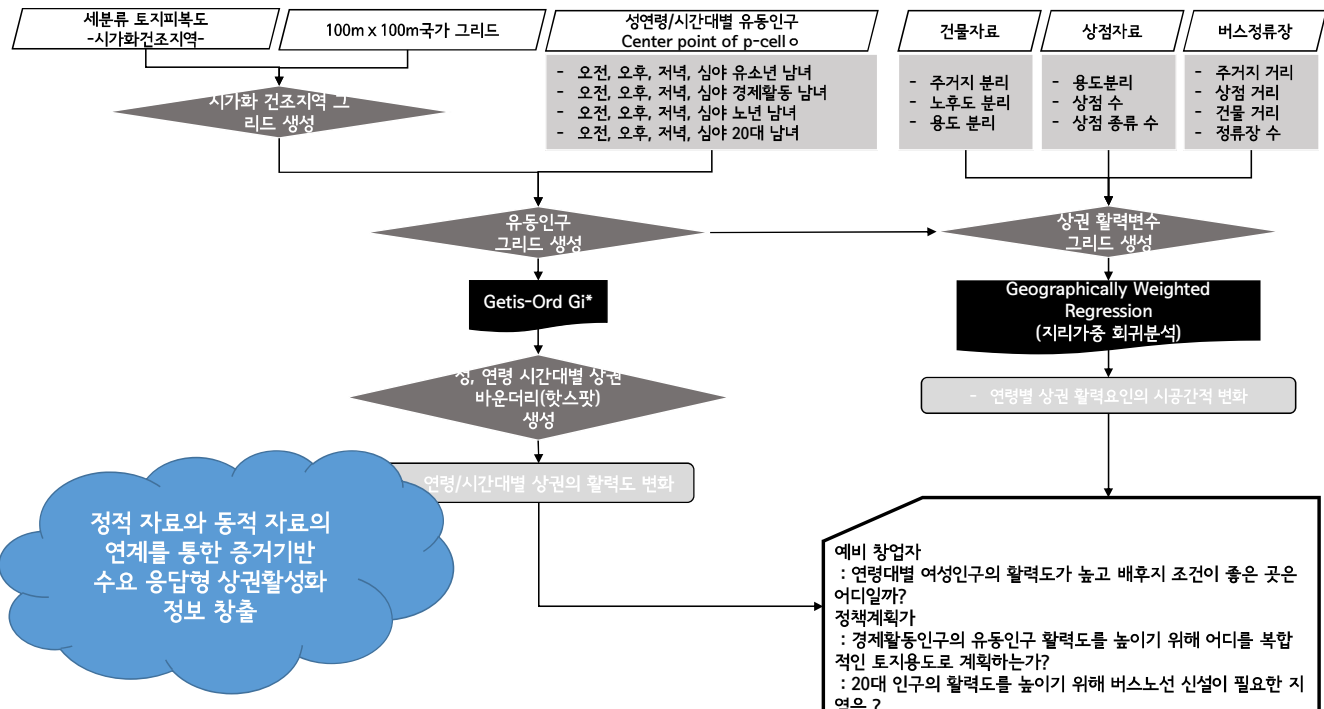 세분류 토지피복도
-시가화건조지역-
100m x 100m국가 그리드
성연령/시간대별 유동인구
Center point of p-cell o
건물자료
상점자료
버스정류장
- 오전, 오후, 저녁, 심야 유소년 남녀
- 오전, 오후, 저녁, 심야 경제활동 남녀
- 오전, 오후, 저녁, 심야 노년 남녀
- 오전, 오후, 저녁, 심야 20대 남녀
- 주거지 분리
- 노후도 분리
- 용도 분리
- 용도분리
- 상점 수
- 상점 종류 수
- 주거지 거리
- 상점 거리
- 건물 거리
- 정류장 수
시가화 건조지역 그
리드 생성
유동인구
그리드 생성
상권 활력변수
그리드 생성
Getis-Ord Gi*
Geographically Weighted
Regression
(지리가중 회귀분석)
성, 연령 시간대별 상권
바운더리(핫스팟)
생성
- 연령별 상권 활력요인의 시공간적 변화
연령/시간대별 상권의 활력도 변화
정적 자료와 동적 자료의
연계를 통한 증거기반
수요 응답형 상권활성화
정보 창출
예비 창업자
: 연령대별 여성인구의 활력도가 높고 배후지 조건이 좋은 곳은
어디일까?
정책계획가
: 경제활동인구의 유동인구 활력도를 높이기 위해 어디를 복합
적인 토지용도로 계획하는가?
: 20대 인구의 활력도를 높이기 위해 버스노선 신설이 필요한 지
역은 ?